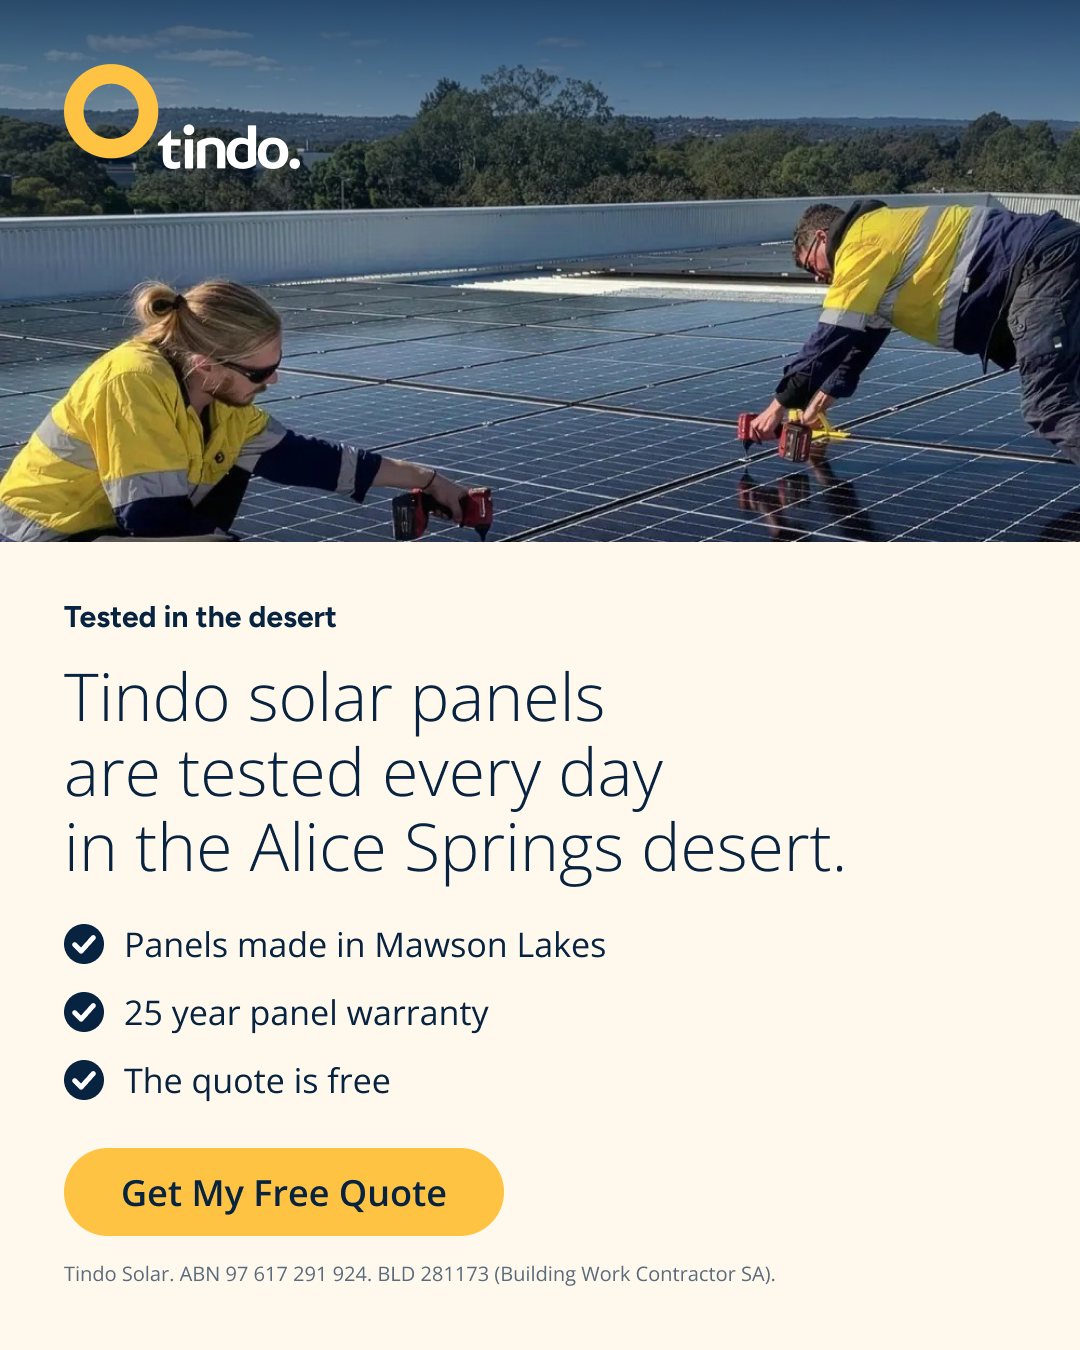 tindo.
Tested in the desert
Tindo solar panels
are tested every day
in the Alice Springs desert.
Panels made in Mawson Lakes
25 year panel warranty
The quote is free
Get My Free Quote
Tindo Solar. ABN 97 617 291 924. BLD 281173 (Building Work Contractor SA).